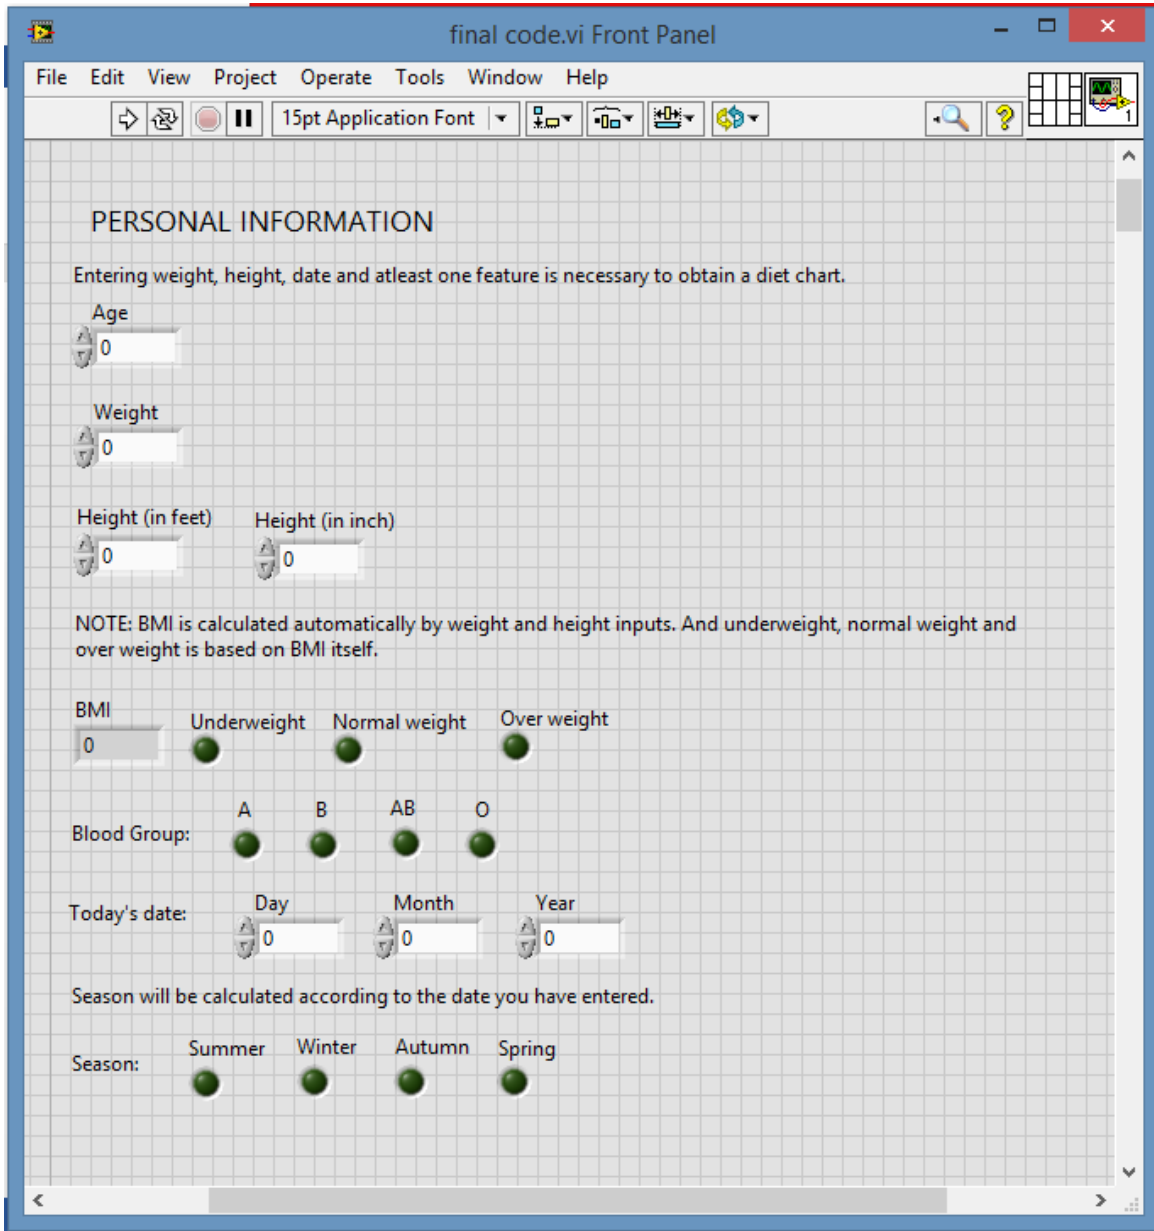 final code.vi Front Panel
File Edit View Project Operate Tools Window Help
15pt Application Font
1
PERSONAL INFORMATION
Entering weight, height, date and atleast one feature is necessary to obtain a diet chart.
Age
0
Weight
0
Height (in feet) Height (in inch)
0 0
NOTE: BMI is calculated automatically by weight and height inputs. And underweight, normal weight and
over weight is based on BMI itself.
BMI Underweight Normal weight Over weight
0
A B AB O
Blood Group:
Day Month Year
Today's date:
0 0 0
Season will be calculated according to the date you have entered.
Summer Winter Autumn Spring
Season: